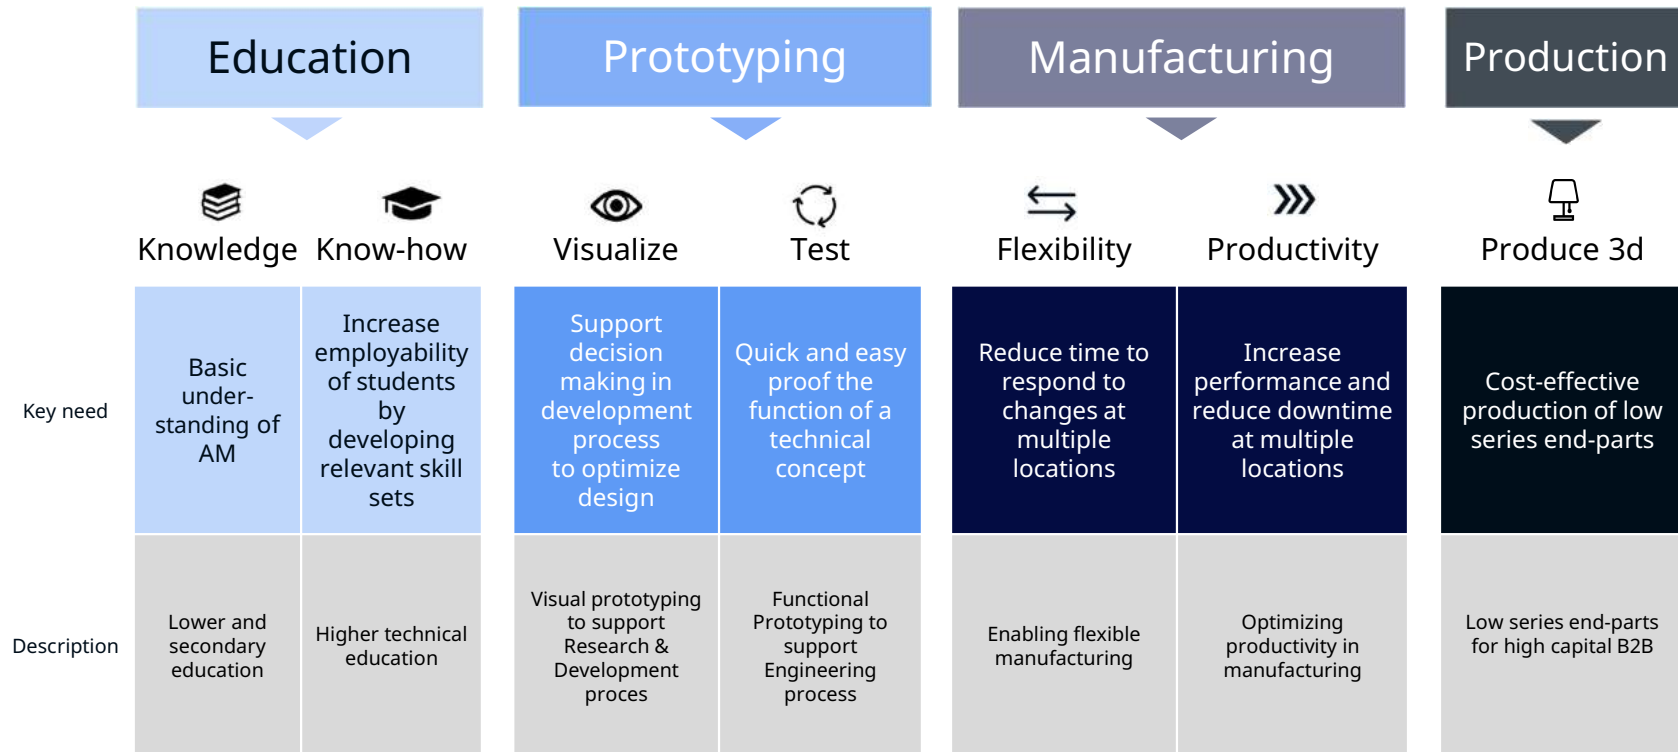 Education
Prototyping
Manufacturing
Production
Knowledge
Know-how
Visualize
Test
Flexibility
Productivity
Produce 3d
Key need
Basic
under-
standing of
AM
Increase
employability
of students
by
developing
relevant skill
sets
Support
decision
making in
development
process
to optimize
design
Quick and easy
proof the
function of a
technical
concept
Reduce time to
respond to
changes at
multiple
locations
Increase
performance and
reduce downtime
at multiple
locations
Cost-effective
production of low
series end-parts
Description
Lower and
secondary
education
Higher technical
education
Visual prototyping
to support
Research &
Development
proces
Functional
Prototyping to
support
Engineering
process
Enabling flexible
manufacturing
Optimizing
productivity in
manufacturing
Low series end-parts
for high capital B2B